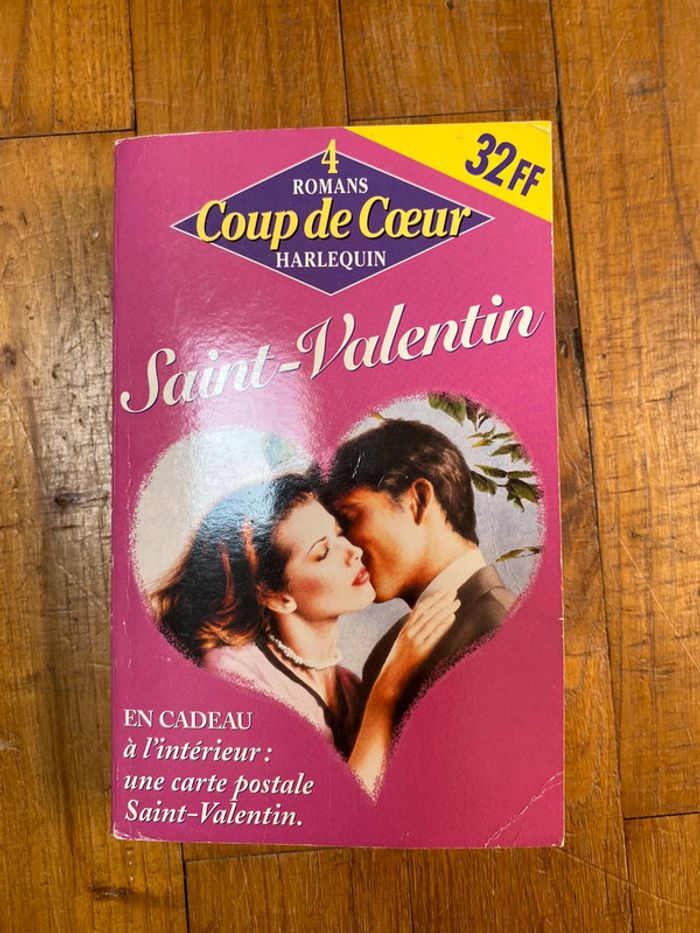 4
ROMANS
Coup de Cœur
HARLEQUIN
32FF
Saint-Valentin
EN CADEAU
à l'intérieur :
une carte postale
Saint-Valentin.